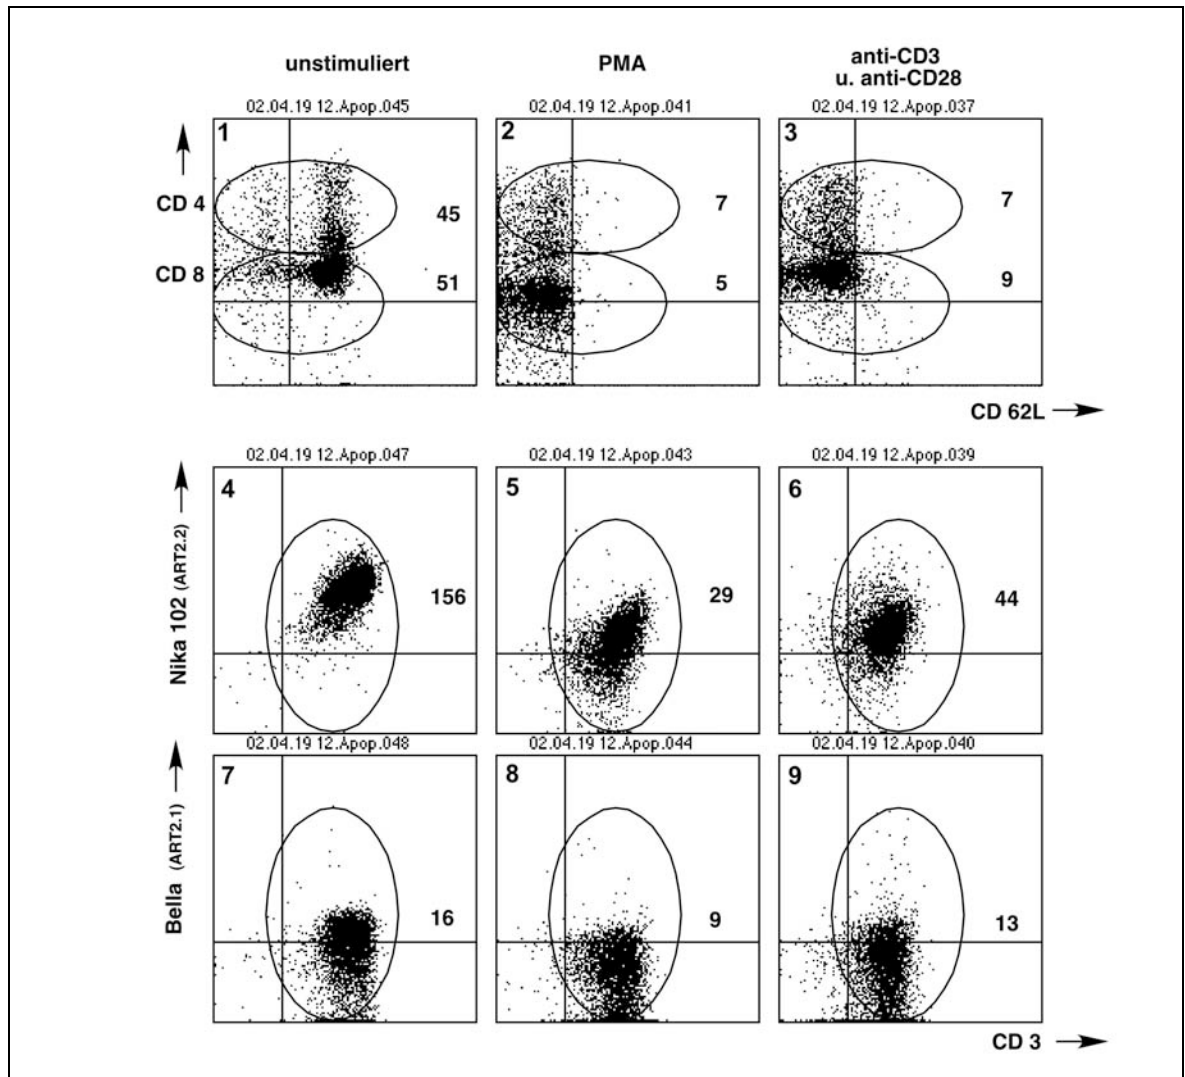 unstimuliert
PMA
anti-CD3
u. anti-CD28
02.04.19 12.Apop.045
02.04.19 12.Apop.041
02.04.19 12.Apop.037
1
2
3
CD 4
45
7
7
CD 8
51
5
9
CD 62L
02.04.19 12.Apop.047
02.04.19 12.Apop.043
02.04.19 12.Apop.039
4
5
6
Nika 102 (ART2.2)
156
29
44
02.04.19 12.Apop.048
02.04.19 12.Apop.044
02.04.19 12.Apop.040
7
8
9
Bella (ART2.1)
16
9
13
CD 3